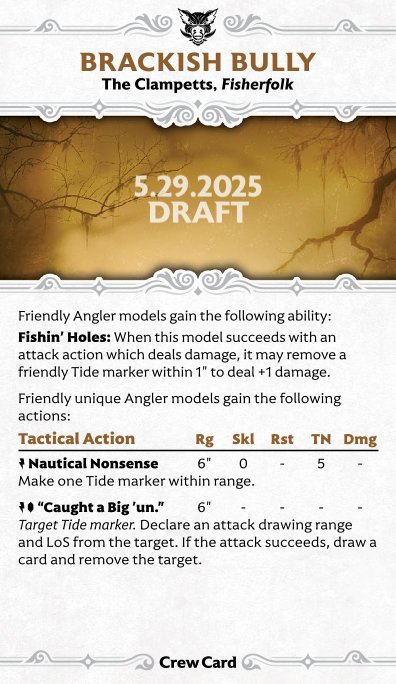 BRACKISH BULLY
The Clampetts, Fisherfolk
5.29.2025
DRAFT
Friendly Angler models gain the following ability:
Fishin’ Holes: When this model succeeds with an
attack action which deals damage, it may remove a
friendly Tide marker within 1" to deal +1 damage.
Friendly unique Angler models gain the following
actions:
Tactical Action Rg Skl Rst TN Dmg
Nautical Nonsense 6" 0 - 5 -
Make one Tide marker within range.
“Caught a Big ’un.” 6" - - - -
Target Tide marker. Declare an attack drawing range
and LoS from the target. If the attack succeeds, draw a
card and remove the target.
Crew Card